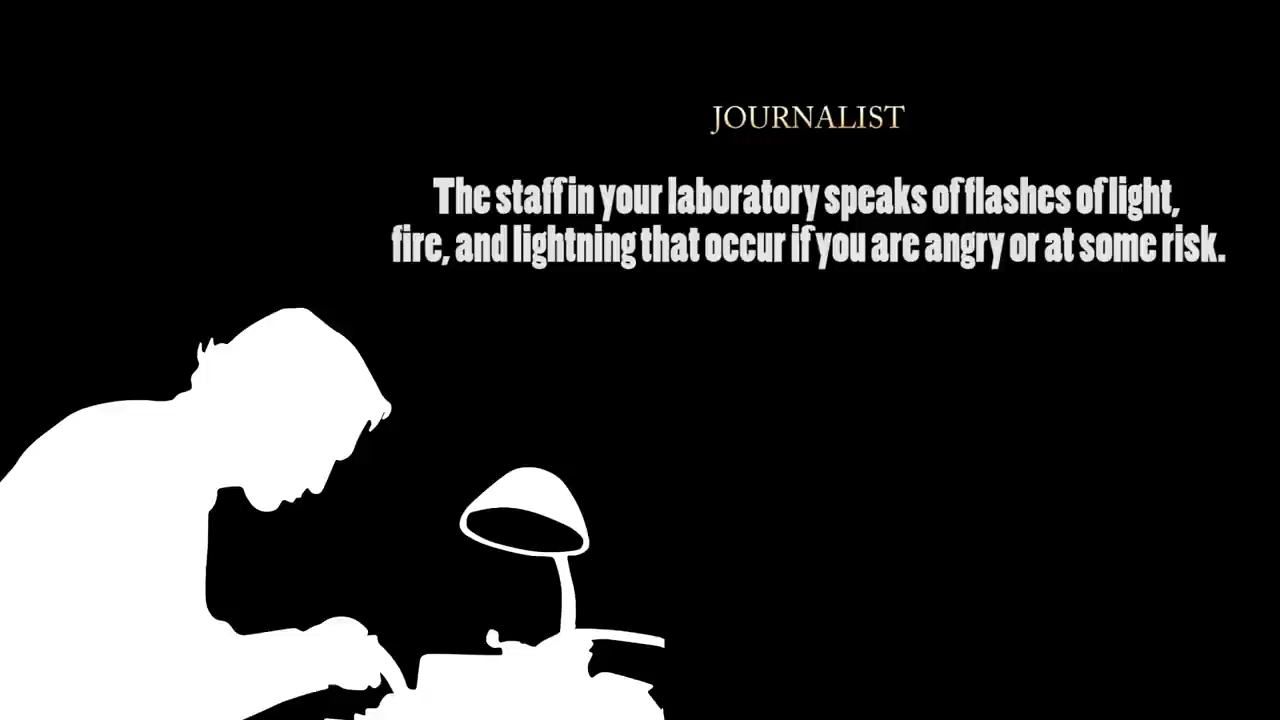 JOURNALIST
The staff in your laboratory speaks of flashes of light,
fire, and lightning that occur if you are angry or at some risk.